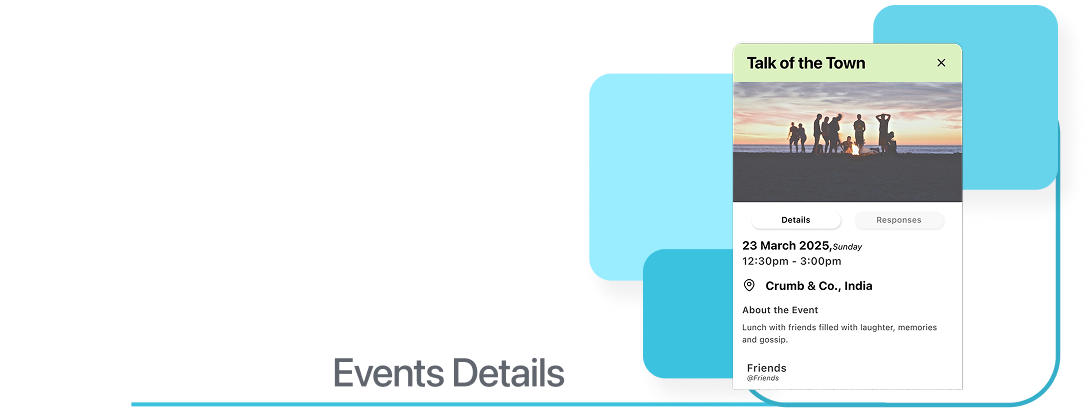 Talk of the Town
Details
Responses
23 March 2025,Sunday
12:30pm - 3:00pm
Crumb & Co., India
About the Event
Lunch with friends filled with laughter, memories
and gossip.
Friends
@Friends
Events Details